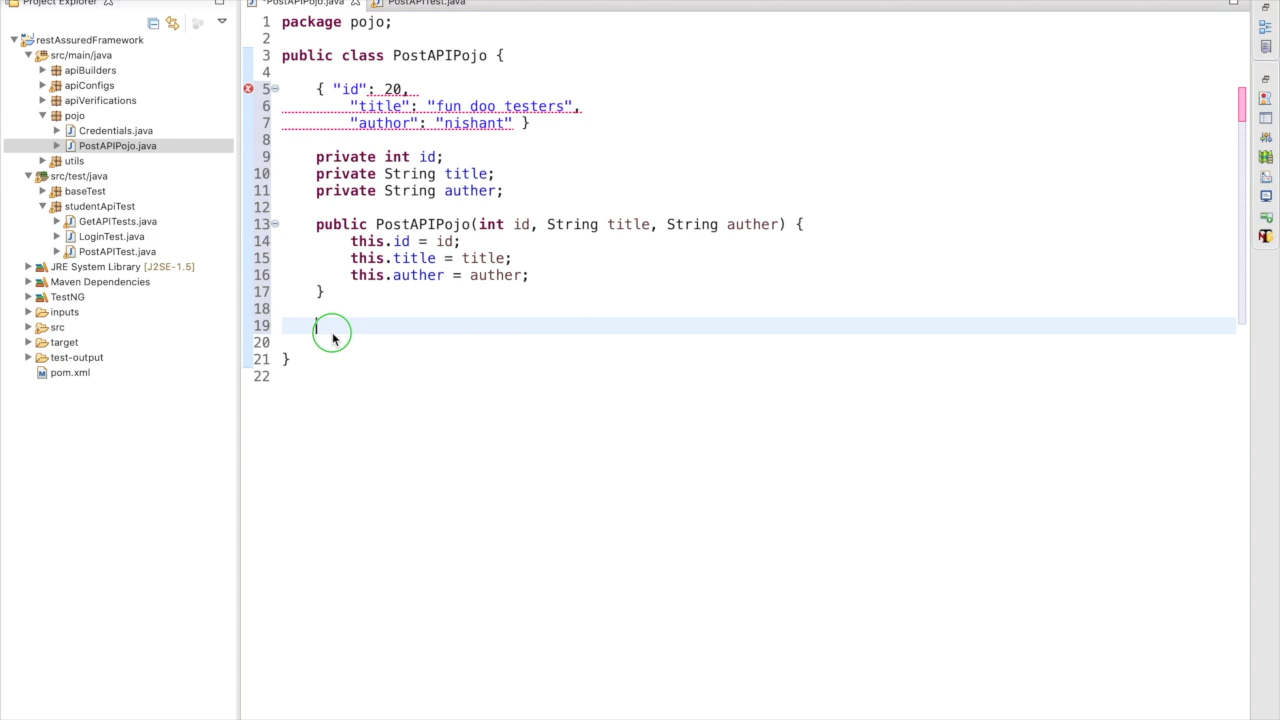 Project Explorer
*PostAPIPojo.java
PostAPITest.java
restAssuredFramework
src/main/java
apiBuilders
apiConfigs
apiVerifications
pojo
Credentials.java
PostAPIPojo.java
utils
src/test/java
baseTest
studentApiTest
GetAPITests.java
LoginTest.java
PostAPITest.java
JRE System Library [J2SE-1.5]
Maven Dependencies
TestNG
inputs
src
target
test-output
pom.xml
1 package pojo;
2
3 public class PostAPIPojo {
4
5 { "id": 20,
6 "title": "fun doo testers",
7 "author": "nishant" }
8
9 private int id;
10 private String title;
11 private String auther;
12
13 public PostAPIPojo(int id, String title, String auther) {
14 this.id = id;
15 this.title = title;
16 this.auther = auther;
17 }
18
19
20
21 }
22